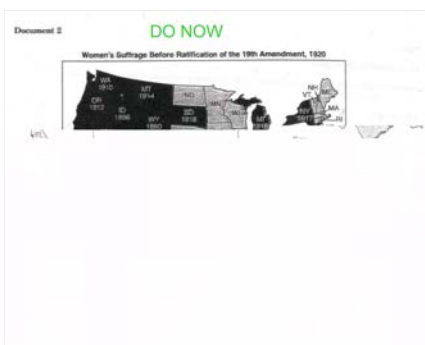 Document 2
DO NOW
Women's Suffrage Before Ratification of the 19th Amendment, 1920
WA
1910
MT
1914
ND
MN
NH
VT
ME
OR
1912
ID
1896
WY
1890
SD
1918
WI
MI
1918
NY
1917
MA
RI